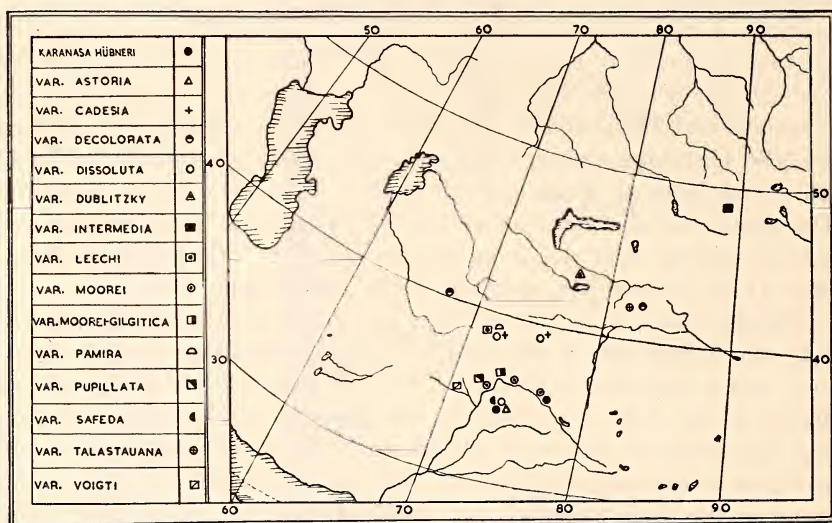 50 60 70 80 90
KARANASA HÜBNERI
VAR. ASTORIA
VAR. CADESIA
VAR. DECOLORATA
VAR. DISSOLUTA
VAR. DUBLITZKY
VAR. INTERMEDIA
VAR. LEECHI
VAR. MOOREI
VAR. MOOREI-GILGITICA
VAR. PAMIRA
VAR. PUPILLATA
VAR. SAFEDA
VAR. TALASTAUANA
VAR. VOIGTI
40
50
30
40
60 70 80 90